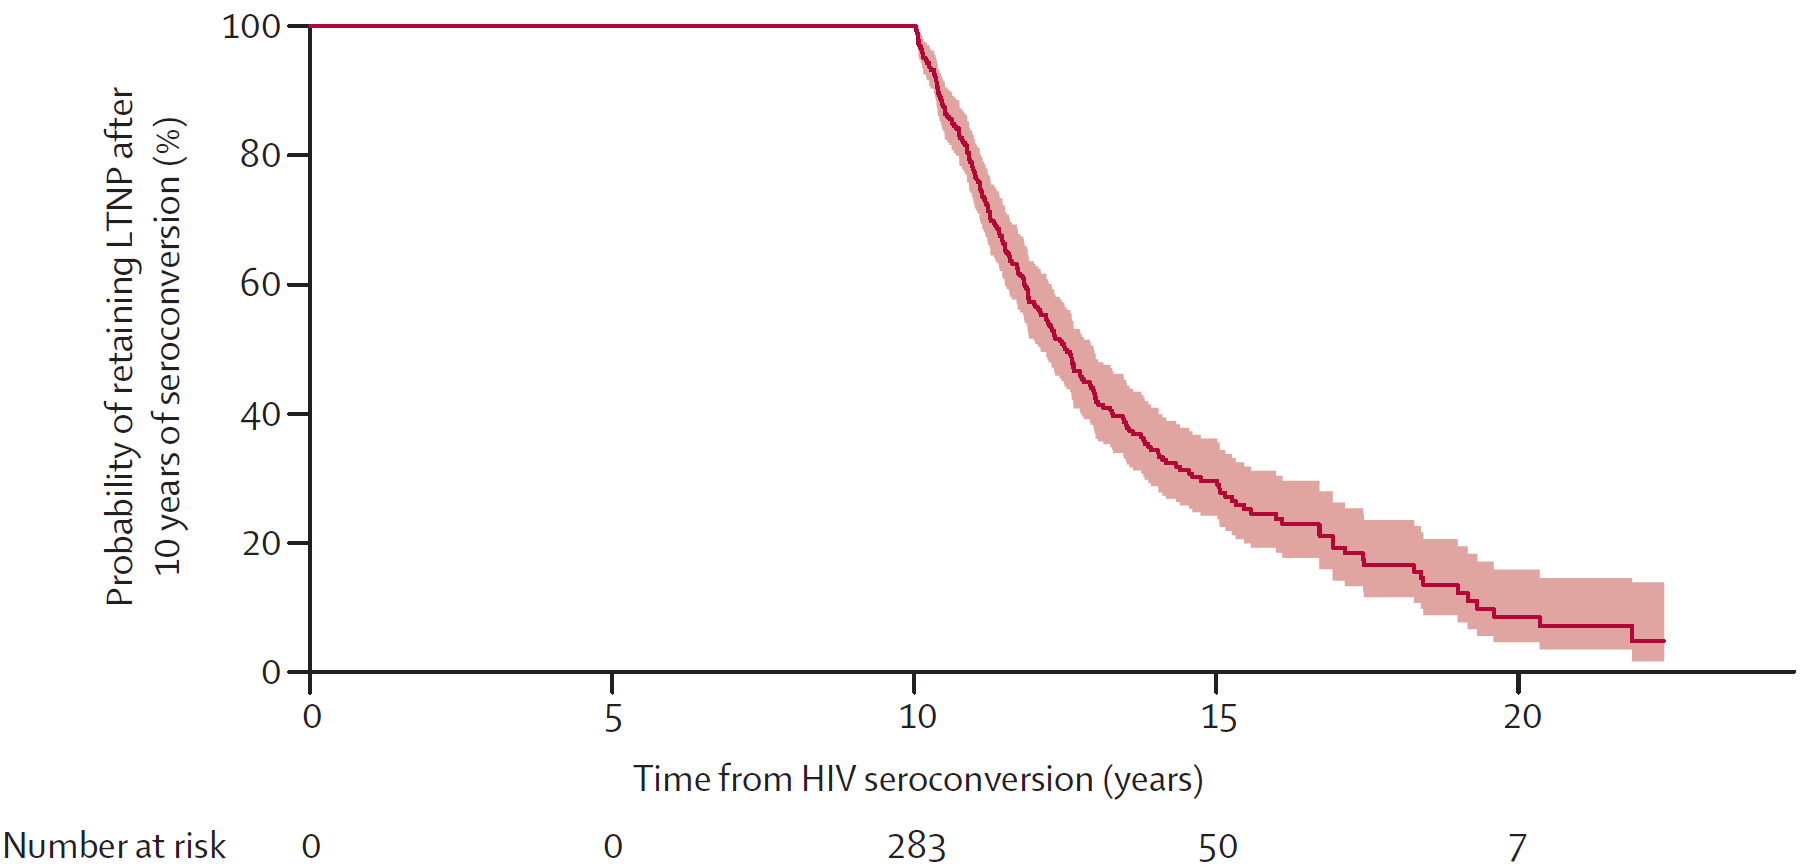 Probability of retaining LTNP after
10 years of seroconversion (%)
100
80
60
40
20
0
0 5 10 15 20
Time from HIV seroconversion (years)
Number at risk 0 0 283 50 7